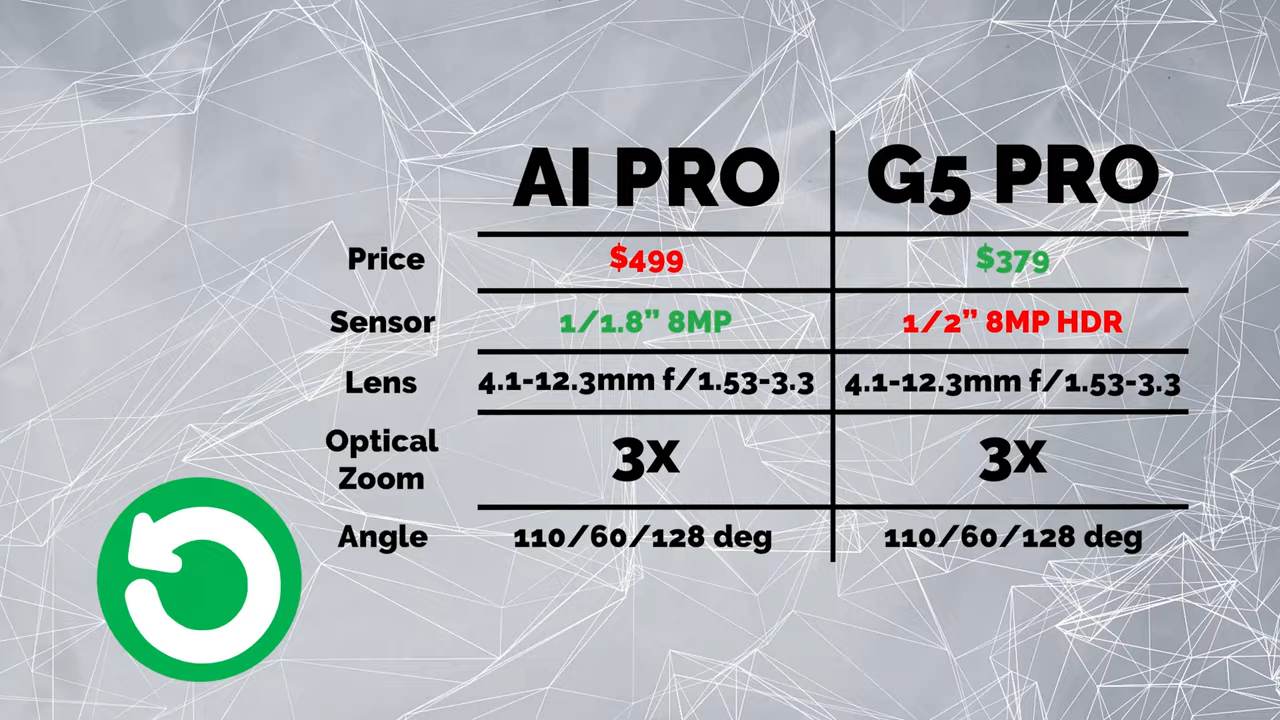 AI PRO G5 PRO
Price $499 $379
Sensor 1/1.8” 8MP 1/2” 8MP HDR
Lens 4.1-12.3mm f/1.53-3.3 4.1-12.3mm f/1.53-3.3
Optical
Zoom 3x 3x
Angle 110/60/128 deg 110/60/128 deg